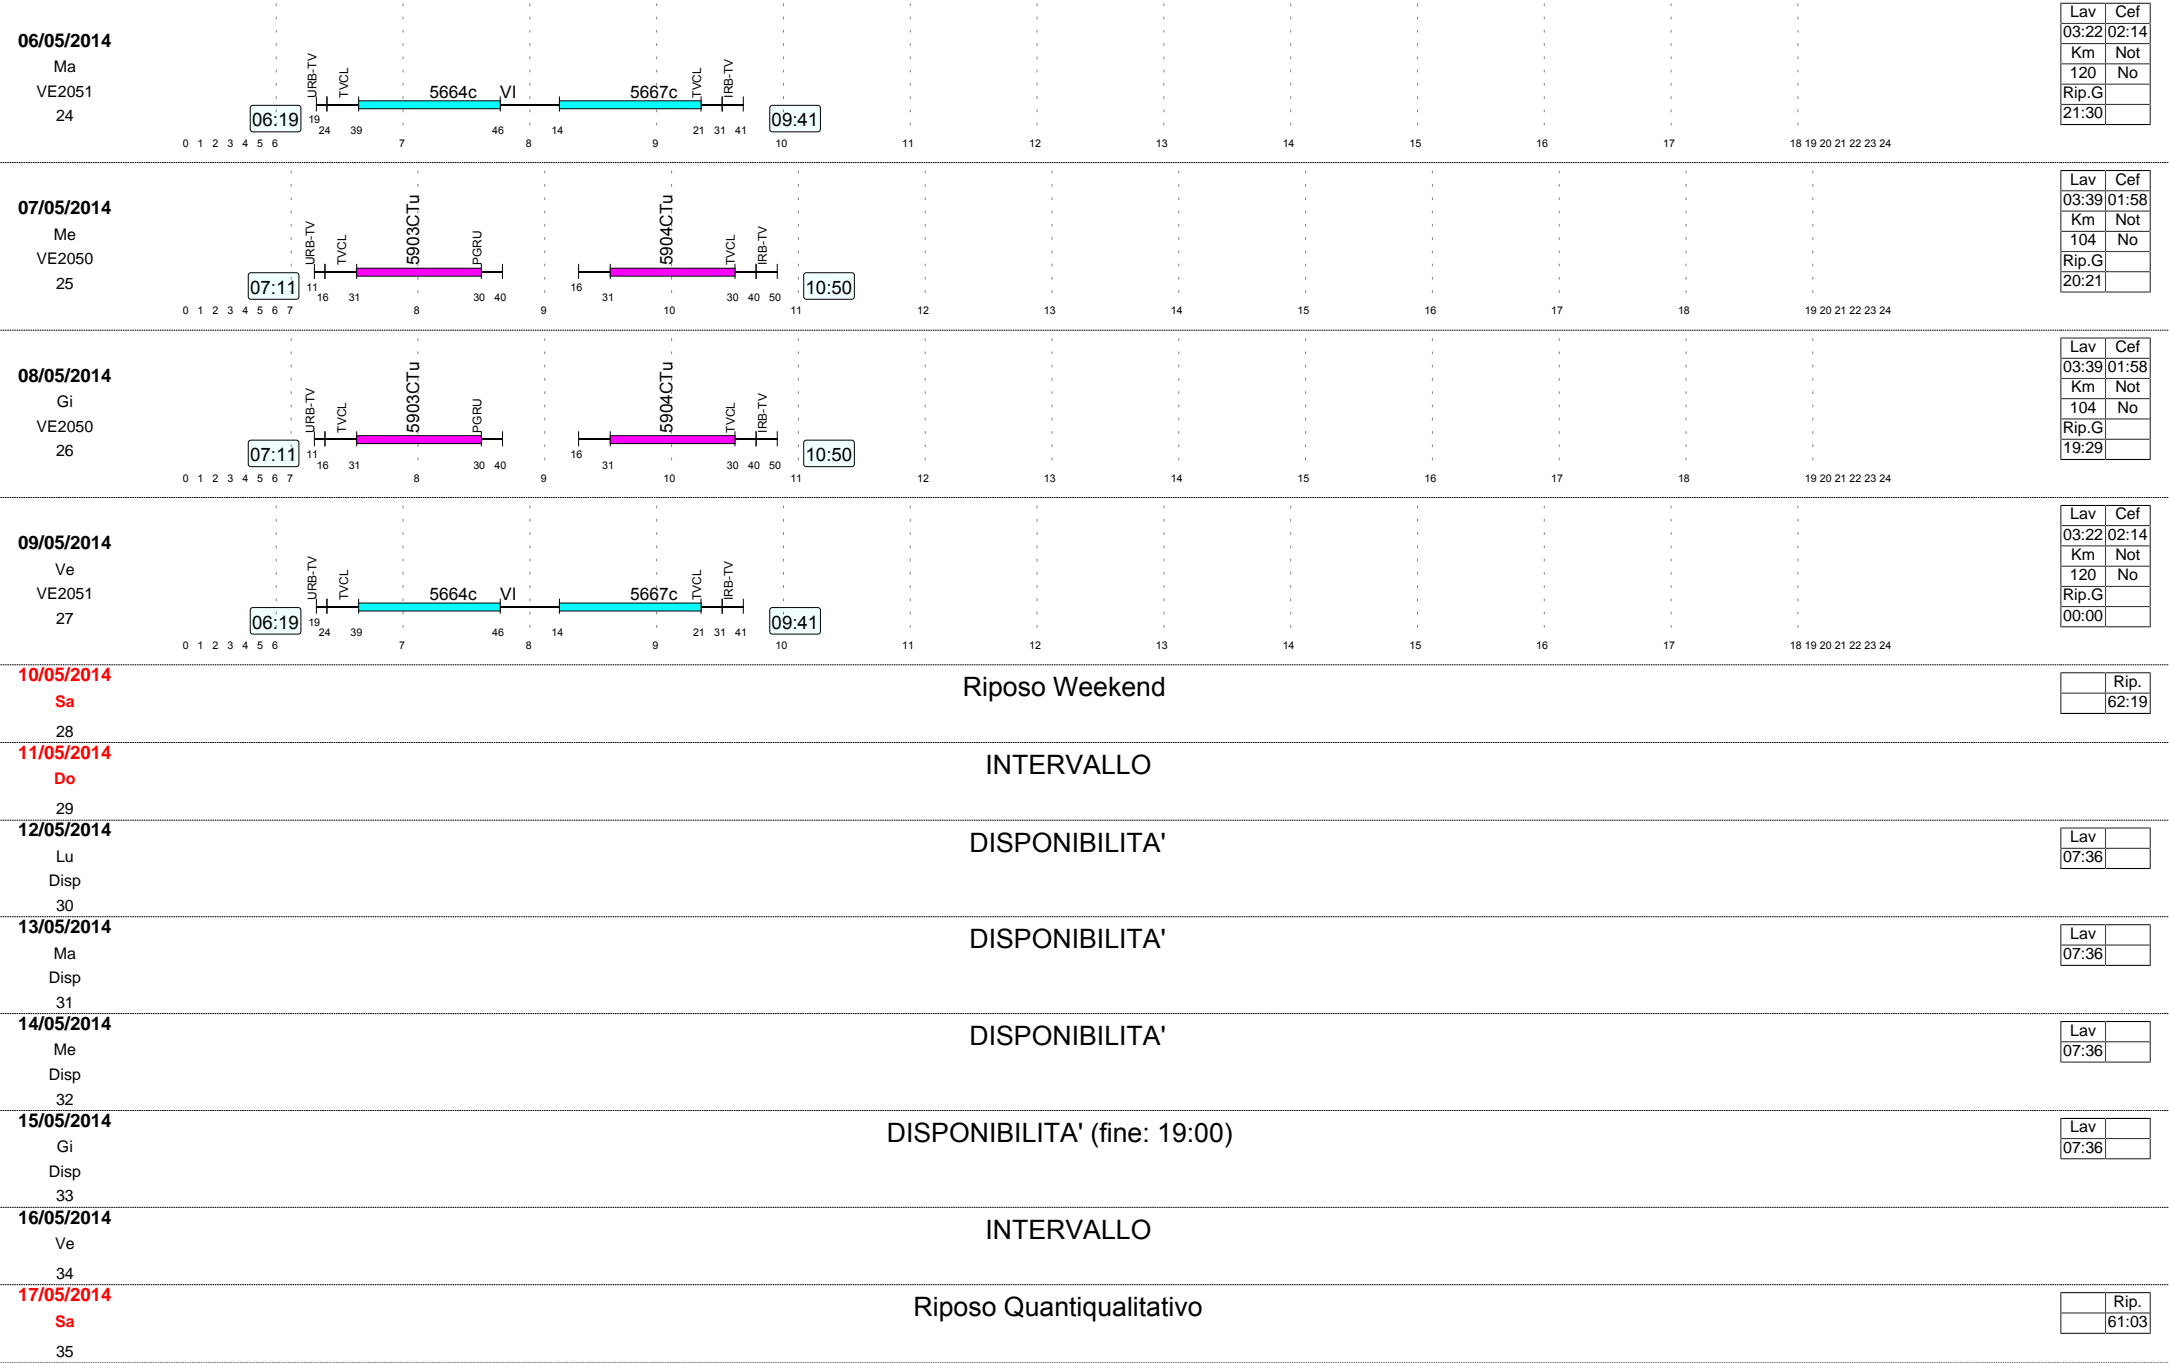 06/05/2014
Ma
VE2051
24
06:19
URB-TV
TVCL
5664c
VI
5667c
TVCL
IRB-TV
09:41
19 24 39 46 14 21 31 41
0 1 2 3 4 5 6 7 8 9 10 11 12 13 14 15 16 17 18 19 20 21 22 23 24
Lav Cef
03:22 02:14
Km Not
120 No
Rip.G
21:30
07/05/2014
Me
VE2050
25
07:11
URB-TV
TVCL
5903CTu
PGRU
5904CTu
TVCL
IRB-TV
10:50
11 16 31 30 40 16 31 30 40 50
0 1 2 3 4 5 6 7 8 9 10 11 12 13 14 15 16 17 18 19 20 21 22 23 24
Lav Cef
03:39 01:58
Km Not
104 No
Rip.G
20:21
08/05/2014
Gi
VE2050
26
07:11
URB-TV
TVCL
5903CTu
PGRU
5904CTu
TVCL
IRB-TV
10:50
11 16 31 30 40 16 31 30 40 50
0 1 2 3 4 5 6 7 8 9 10 11 12 13 14 15 16 17 18 19 20 21 22 23 24
Lav Cef
03:39 01:58
Km Not
104 No
Rip.G
19:29
09/05/2014
Ve
VE2051
27
06:19
URB-TV
TVCL
5664c
VI
5667c
TVCL
IRB-TV
09:41
19 24 39 46 14 21 31 41
0 1 2 3 4 5 6 7 8 9 10 11 12 13 14 15 16 17 18 19 20 21 22 23 24
Lav Cef
03:22 02:14
Km Not
120 No
Rip.G
00:00
10/05/2014
Sa
28
Riposo Weekend
Rip.
62:19
11/05/2014
Do
29
INTERVALLO
12/05/2014
Lu
Disp
30
DISPONIBILITA'
Lav
07:36
13/05/2014
Ma
Disp
31
DISPONIBILITA'
Lav
07:36
14/05/2014
Me
Disp
32
DISPONIBILITA'
Lav
07:36
15/05/2014
Gi
Disp
33
DISPONIBILITA' (fine: 19:00)
Lav
07:36
16/05/2014
Ve
34
INTERVALLO
17/05/2014
Sa
35
Riposo Quantiqualitativo
Rip.
61:03